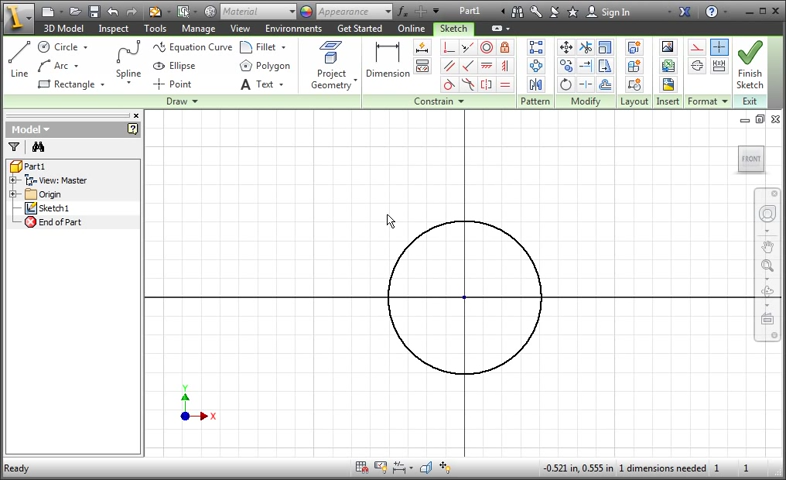 Material Appearance fx Part1 Sign In
3D Model Inspect Tools Manage View Environments Get Started Online Sketch
Line
Circle
Arc
Rectangle
Spline
Equation Curve
Ellipse
Point
Fillet
Polygon
Text
Project
Geometry
Dimension
Finish
Sketch
Draw Constrain Pattern Modify Layout Insert Format Exit
Model
Part1
View: Master
Origin
Sketch1
End of Part
FRONT
Y
X
Ready -0.521 in, 0.555 in 1 dimensions needed 1 1